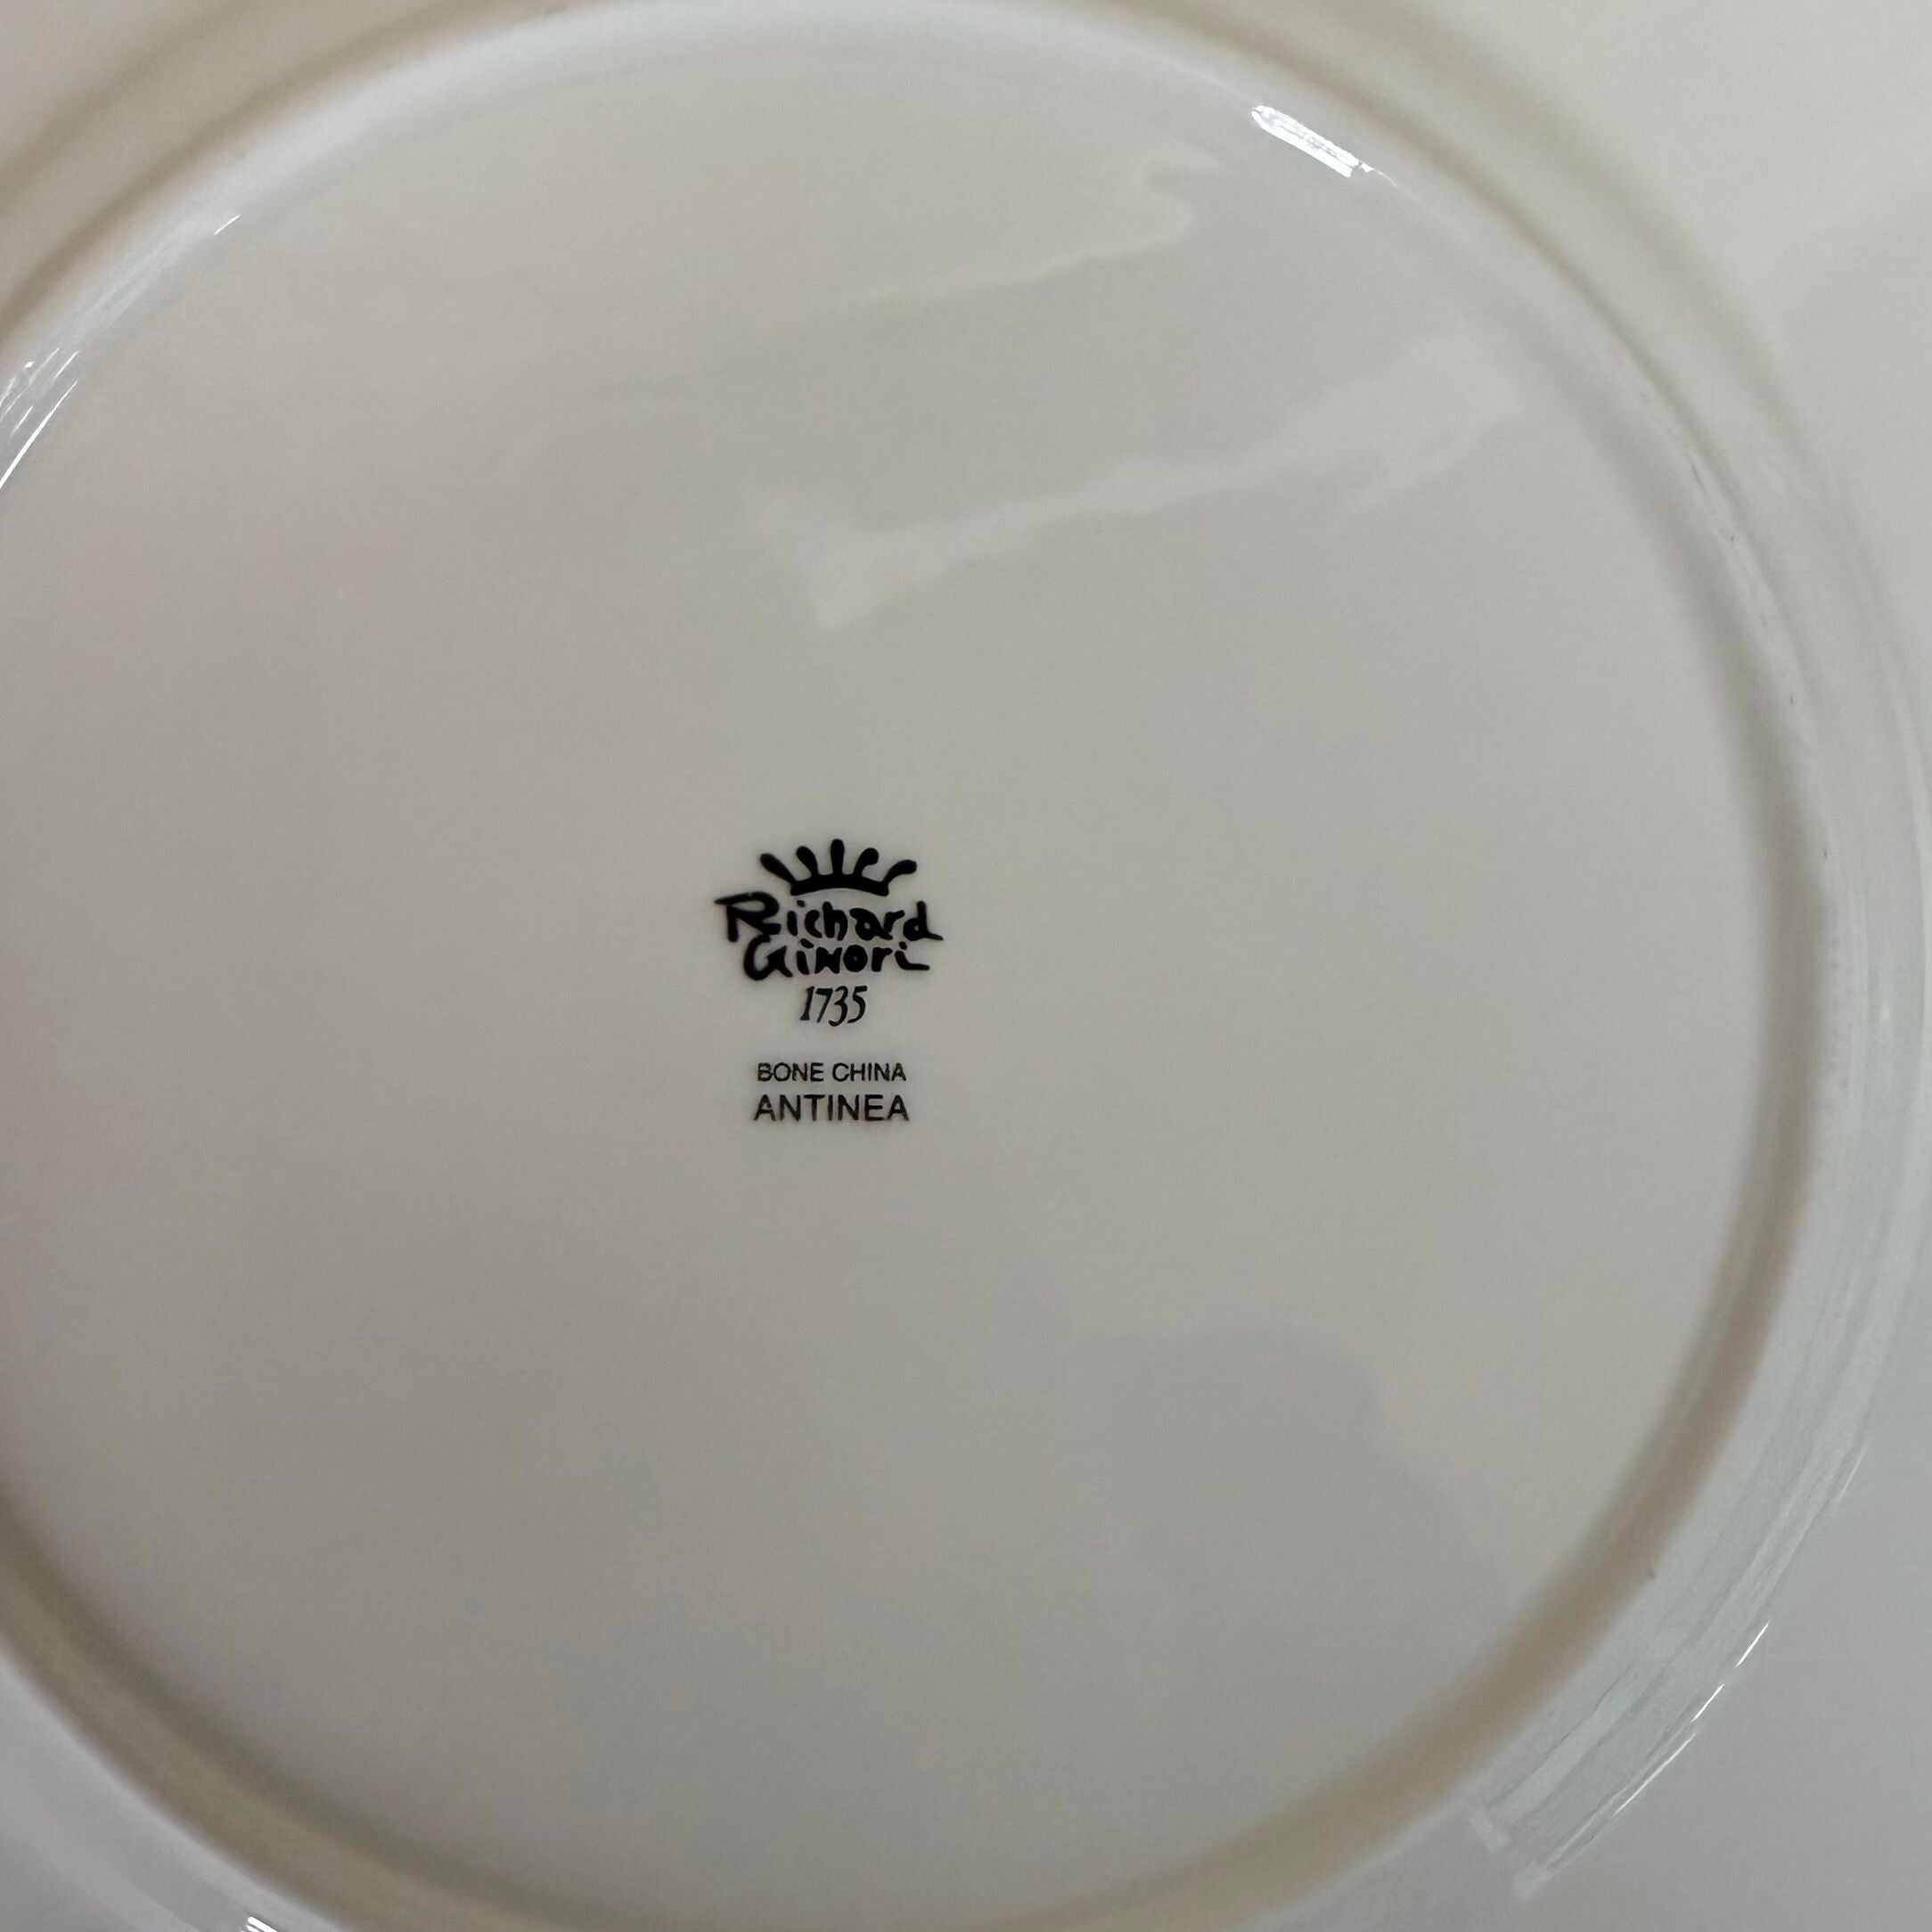 Richard
Ginori
1735
BONE CHINA
ANTINEA